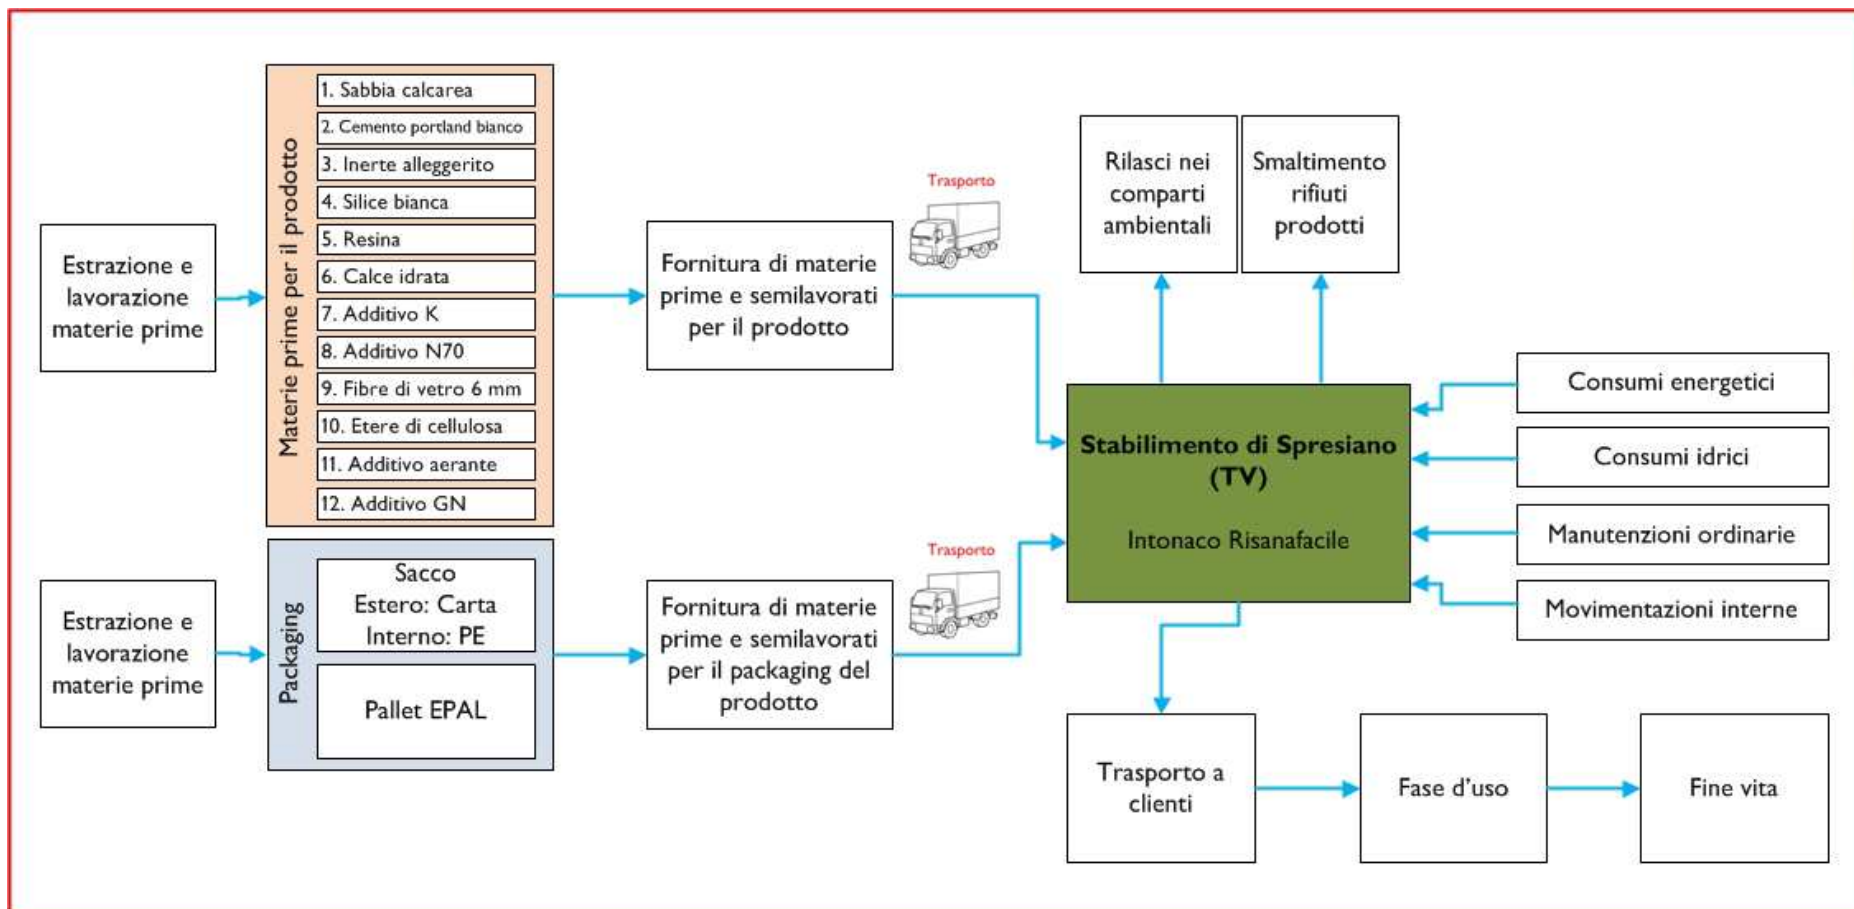 Estrazione e
lavorazione
materie prime
Materie prime per il prodotto
1. Sabbia calcarea
2. Cemento portland bianco
3. Inerte alleggerito
4. Silice bianca
5. Resina
6. Calce idrata
7. Additivo K
8. Additivo N70
9. Fibre di vetro 6 mm
10. Etere di cellulosa
11. Additivo aerante
12. Additivo GN
Fornitura di materie
prime e semilavorati
per il prodotto
Trasporto
Rilasci nei
comparti
ambientali
Smaltimento
rifiuti
prodotti
Stabilimento di Spresiano
(TV)
Intonaco Risanafacile
Consumi energetici
Consumi idrici
Manutenzioni ordinarie
Movimentazioni interne
Estrazione e
lavorazione
materie prime
Packaging
Sacco
Estero: Carta
Interno: PE
Pallet EPAL
Fornitura di materie
prime e semilavorati
per il packaging del
prodotto
Trasporto
Trasporto a
clienti
Fase d'uso
Fine vita